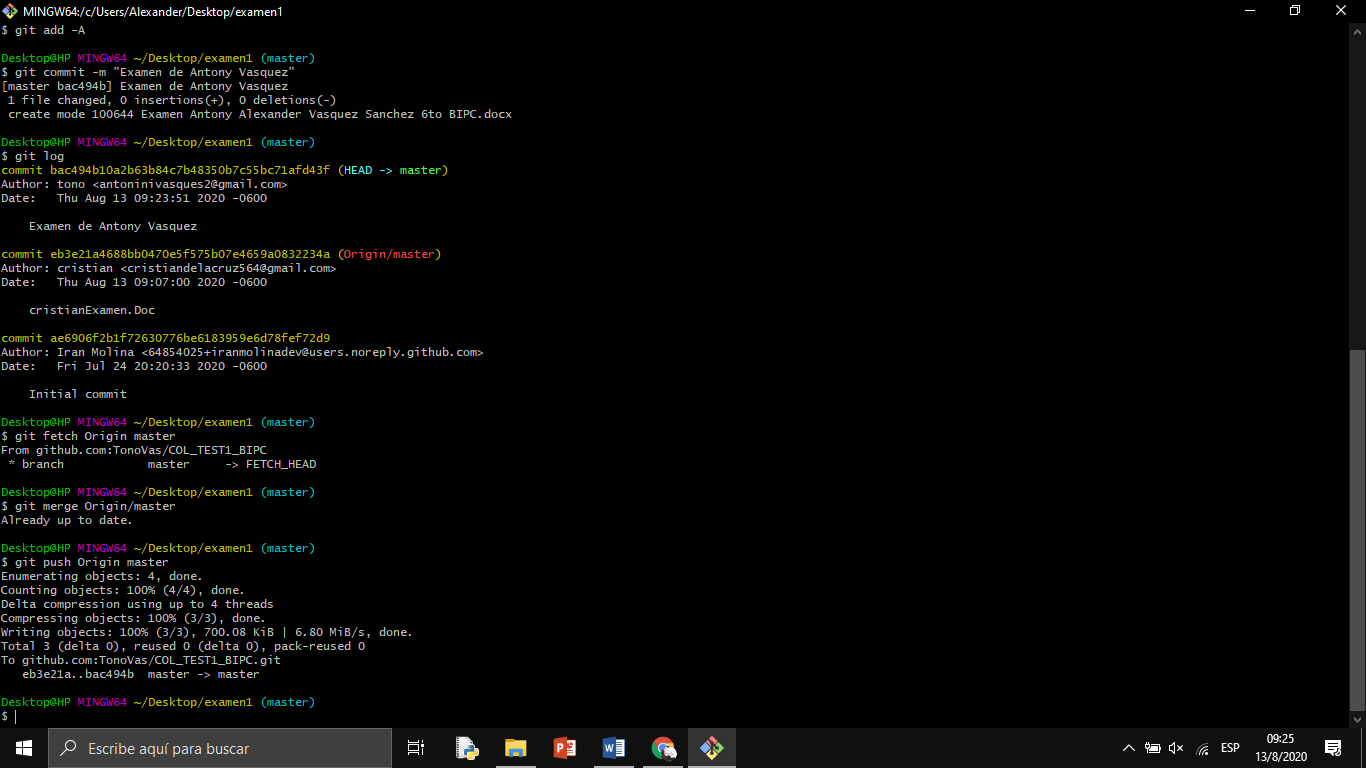 MINGW64:/c/Users/Alexander/Desktop/examen1
$ git add -A
Desktop@HP MINGW64 ~/Desktop/examen1 (master)
$ git commit -m "Examen de Antony Vasquez"
[master bac494b] Examen de Antony Vasquez
 1 file changed, 0 insertions(+), 0 deletions(-)
 create mode 100644 Examen Antony Alexander Vasquez Sanchez 6to BIPC.docx
Desktop@HP MINGW64 ~/Desktop/examen1 (master)
$ git log
commit bac494b10a2b63b84c7b48350b7c55bc71afd43f (HEAD -> master)
Author: tono <antoninivasques2@gmail.com>
Date:   Thu Aug 13 09:23:51 2020 -0600
    Examen de Antony Vasquez
commit eb3e21a4688bb0470e5f575b07e4659a0832234a (Origin/master)
Author: cristian <cristiandelacruz564@gmail.com>
Date:   Thu Aug 13 09:07:00 2020 -0600
    cristianExamen.Doc
commit ae6906f2b1f72630776be6183959e6d78fef72d9
Author: Iran Molina <64854025+iranmolinadev@users.noreply.github.com>
Date:   Fri Jul 24 20:20:33 2020 -0600
    Initial commit
Desktop@HP MINGW64 ~/Desktop/examen1 (master)
$ git fetch Origin master
From github.com:TonoVas/COL_TEST1_BIPC
 * branch            master     -> FETCH_HEAD
Desktop@HP MINGW64 ~/Desktop/examen1 (master)
$ git merge Origin/master
Already up to date.
Desktop@HP MINGW64 ~/Desktop/examen1 (master)
$ git push Origin master
Enumerating objects: 4, done.
Counting objects: 100% (4/4), done.
Delta compression using up to 4 threads
Compressing objects: 100% (3/3), done.
Writing objects: 100% (3/3), 700.08 KiB | 6.80 MiB/s, done.
Total 3 (delta 0), reused 0 (delta 0), pack-reused 0
To github.com:TonoVas/COL_TEST1_BIPC.git
   eb3e21a..bac494b  master -> master
Desktop@HP MINGW64 ~/Desktop/examen1 (master)
$
Escribe aquí para buscar
ESP
09:25
13/8/2020